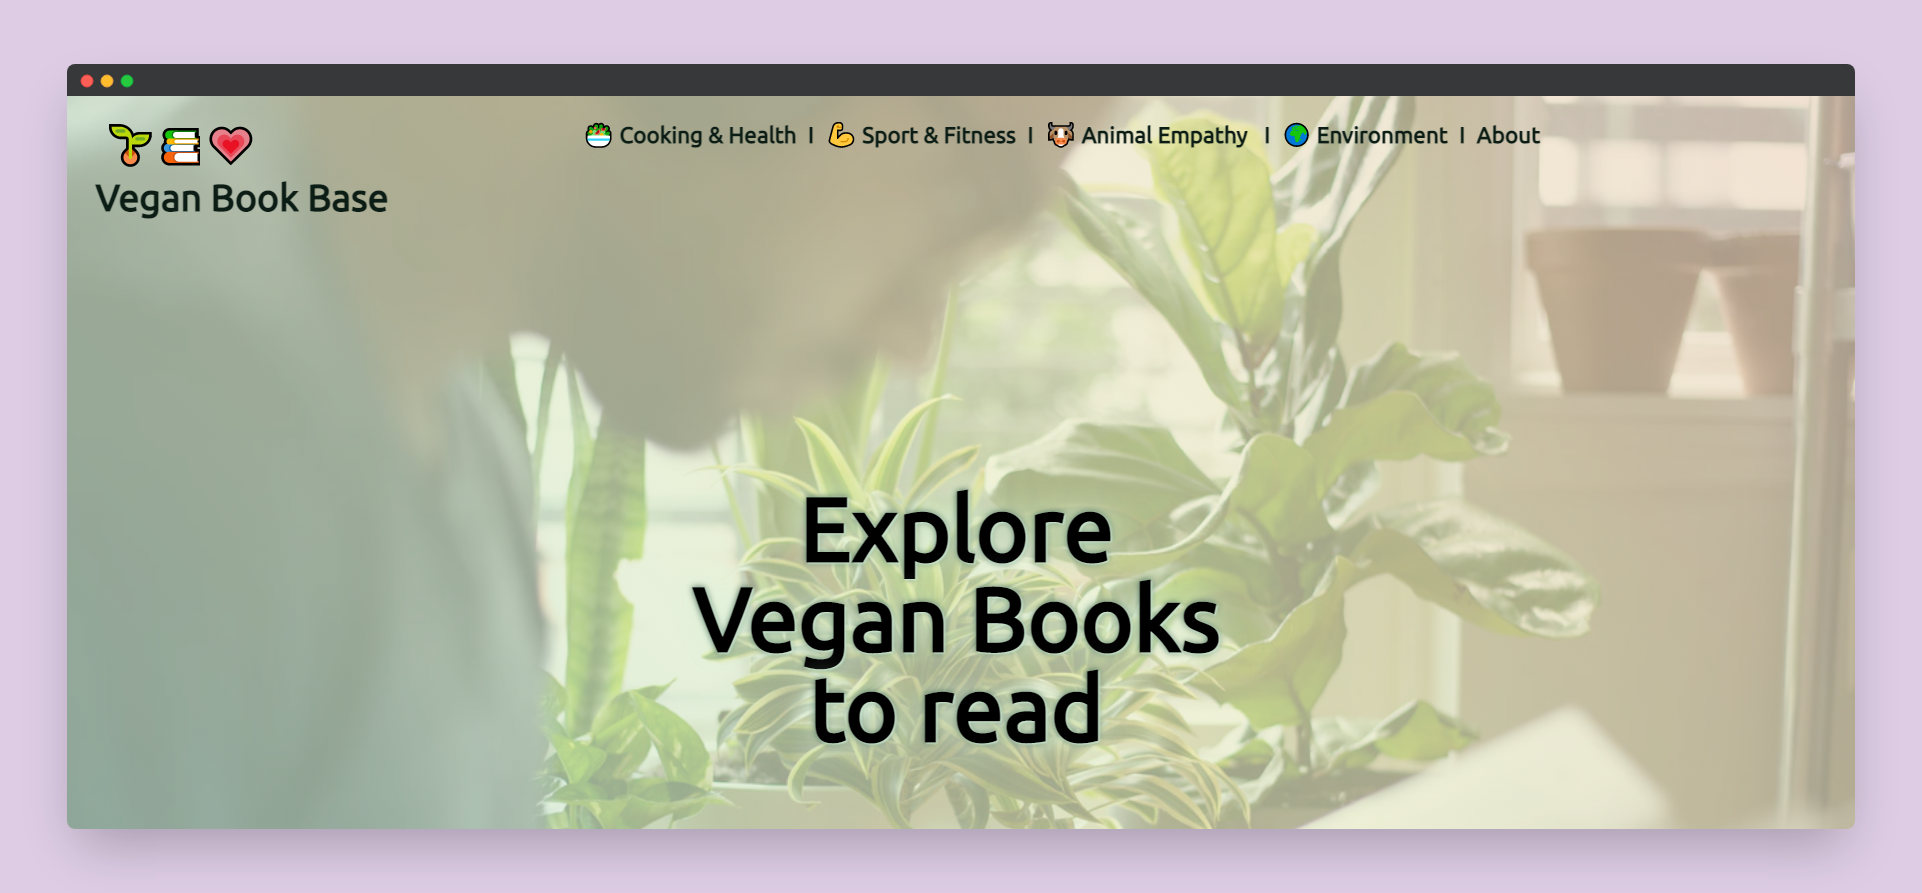 Cooking & Health I Sport & Fitness I Animal Empathy I Environment I About
Vegan Book Base
Explore
Vegan Books
to read